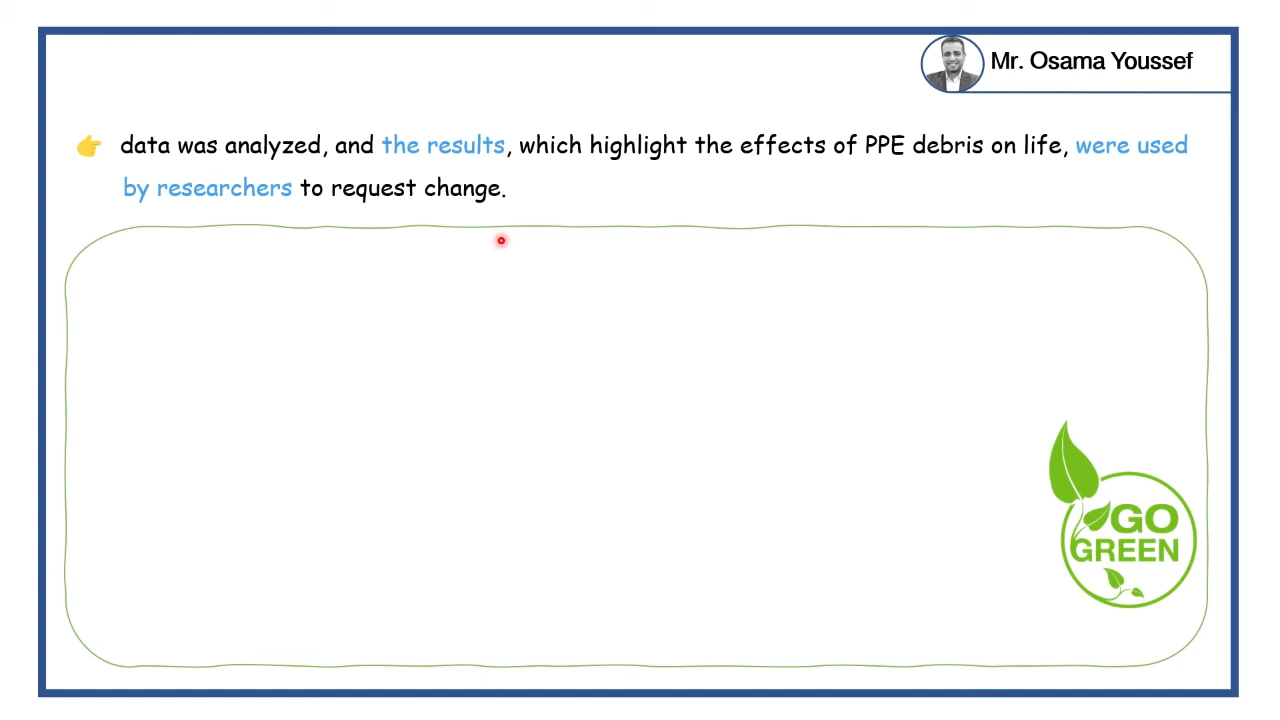 Mr. Osama Youssef
data was analyzed, and the results, which highlight the effects of PPE debris on life, were used
by researchers to request change.
GO
GREEN